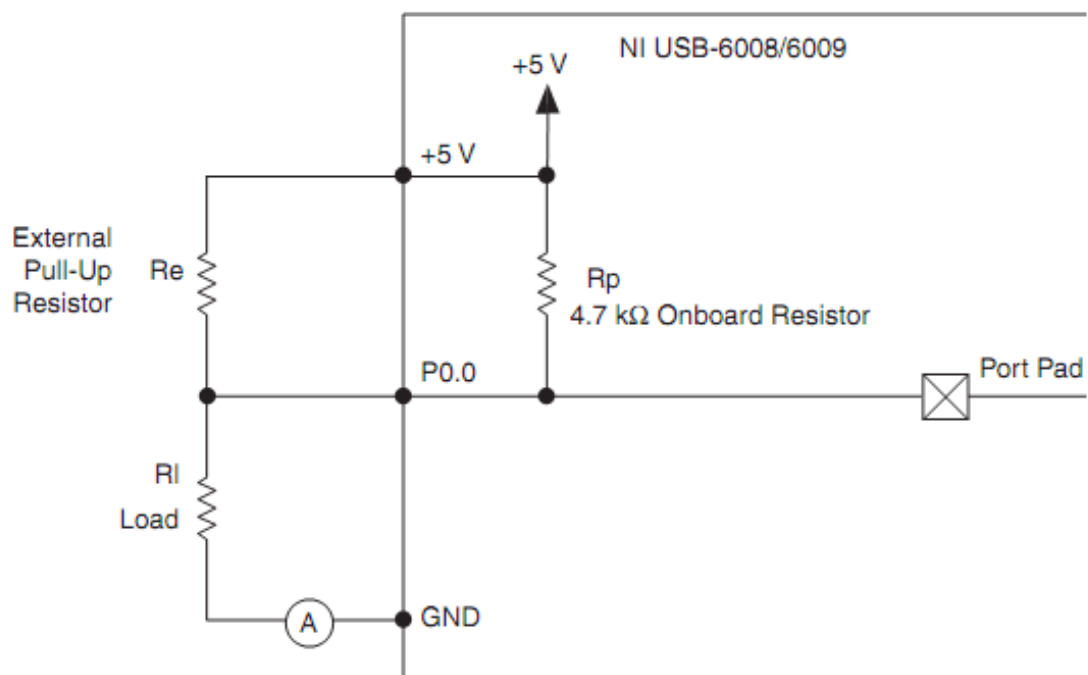 NI USB-6008/6009
+5 V
+5 V
External
Pull-Up
Resistor
Re
Rp
4.7 kΩ Onboard Resistor
P0.0
Port Pad
Rl
Load
A
GND